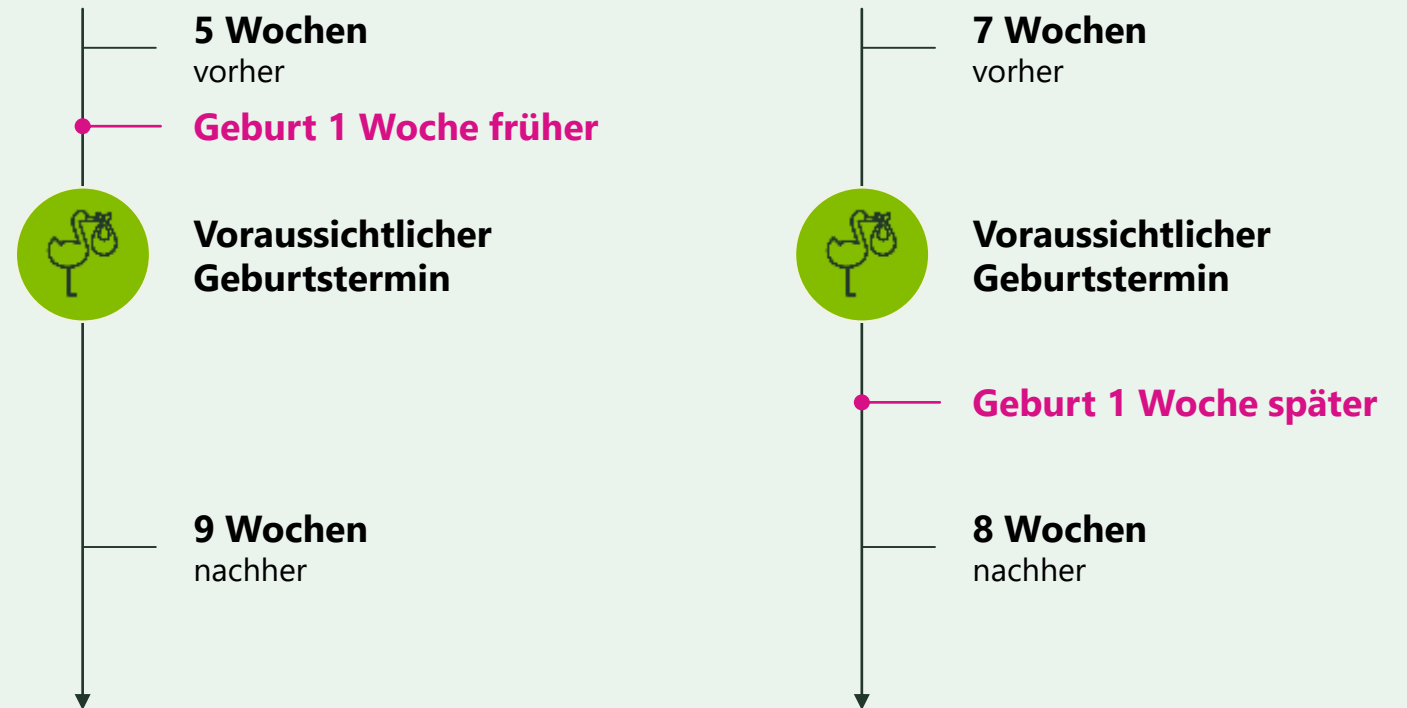 5 Wochen
vorher
Geburt 1 Woche früher
Voraussichtlicher
Geburtstermin
9 Wochen
nachher
7 Wochen
vorher
Voraussichtlicher
Geburtstermin
Geburt 1 Woche später
8 Wochen
nachher